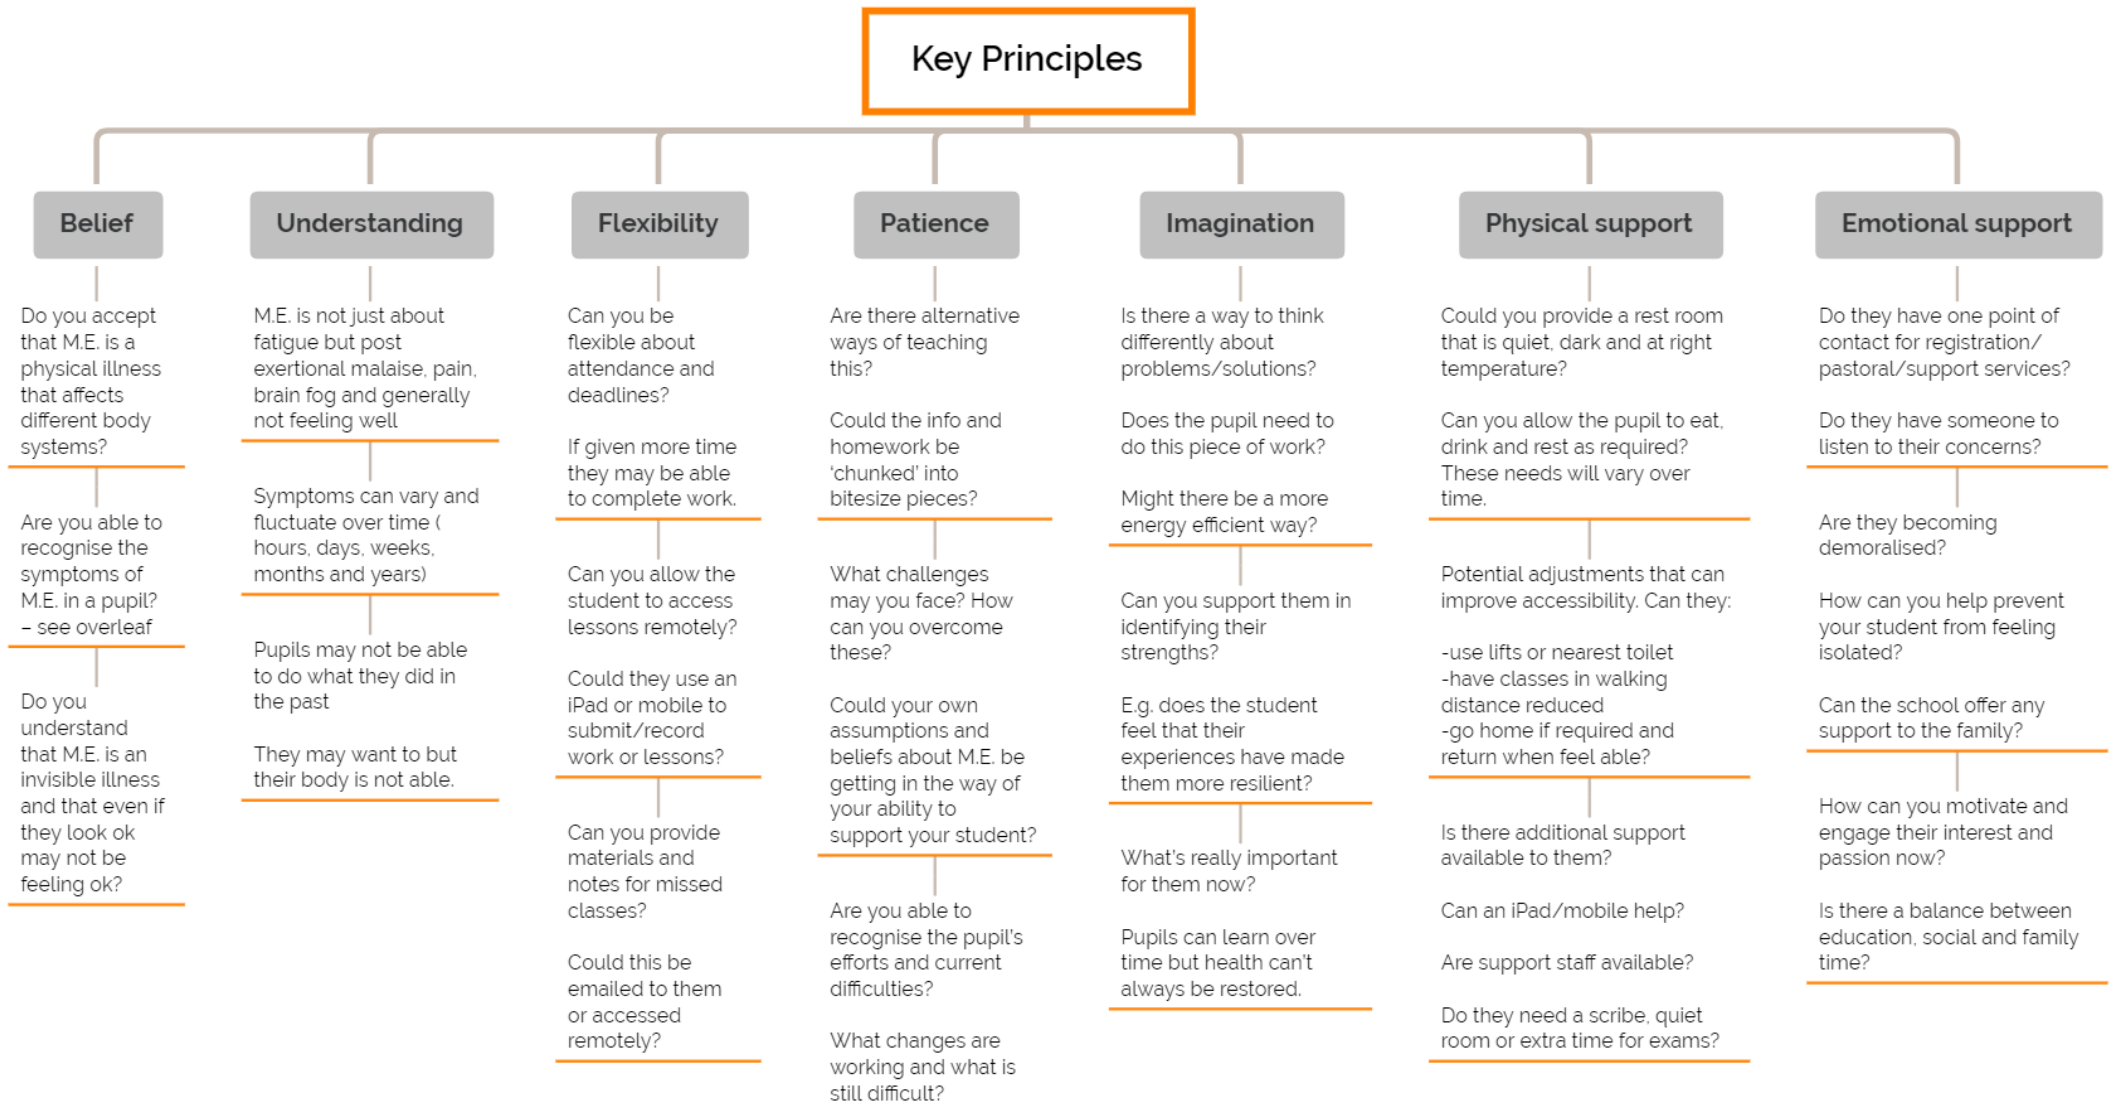 Key Principles
Belief
Do you accept
that M.E. is a
physical illness
that affects
different body
systems?
Are you able to
recognise the
symptoms of
M.E. in a pupil?
– see overleaf
Do you
understand
that M.E. is an
invisible illness
and that even if
they look ok
may not be
feeling ok?
Understanding
M.E. is not just about
fatigue but post
exertional malaise, pain,
brain fog and generally
not feeling well
Symptoms can vary and
fluctuate over time (
hours, days, weeks,
months and years)
Pupils may not be able
to do what they did in
the past
They may want to but
their body is not able.
Flexibility
Can you be
flexible about
attendance and
deadlines?
If given more time
they may be able
to complete work.
Can you allow the
student to access
lessons remotely?
Could they use an
iPad or mobile to
submit/record
work or lessons?
Can you provide
materials and
notes for missed
classes?
Could this be
emailed to them
or accessed
remotely?
Patience
Are there alternative
ways of teaching
this?
Could the info and
homework be
‘chunked’ into
bitesize pieces?
What challenges
may you face? How
can you overcome
these?
Could your own
assumptions and
beliefs about M.E. be
getting in the way of
your ability to
support your student?
Are you able to
recognise the pupil’s
efforts and current
difficulties?
What changes are
working and what is
still difficult?
Imagination
Is there a way to think
differently about
problems/solutions?
Does the pupil need to
do this piece of work?
Might there be a more
energy efficient way?
Can you support them in
identifying their
strengths?
E.g. does the student
feel that their
experiences have made
them more resilient?
What’s really important
for them now?
Pupils can learn over
time but health can’t
always be restored.
Physical support
Could you provide a rest room
that is quiet, dark and at right
temperature?
Can you allow the pupil to eat,
drink and rest as required?
These needs will vary over
time.
Potential adjustments that can
improve accessibility. Can they:
-use lifts or nearest toilet
-have classes in walking
distance reduced
-go home if required and
return when feel able?
Is there additional support
available to them?
Can an iPad/mobile help?
Are support staff available?
Do they need a scribe, quiet
room or extra time for exams?
Emotional support
Do they have one point of
contact for registration/
pastoral/support services?
Do they have someone to
listen to their concerns?
Are they becoming
demoralised?
How can you help prevent
your student from feeling
isolated?
Can the school offer any
support to the family?
How can you motivate and
engage their interest and
passion now?
Is there a balance between
education, social and family
time?